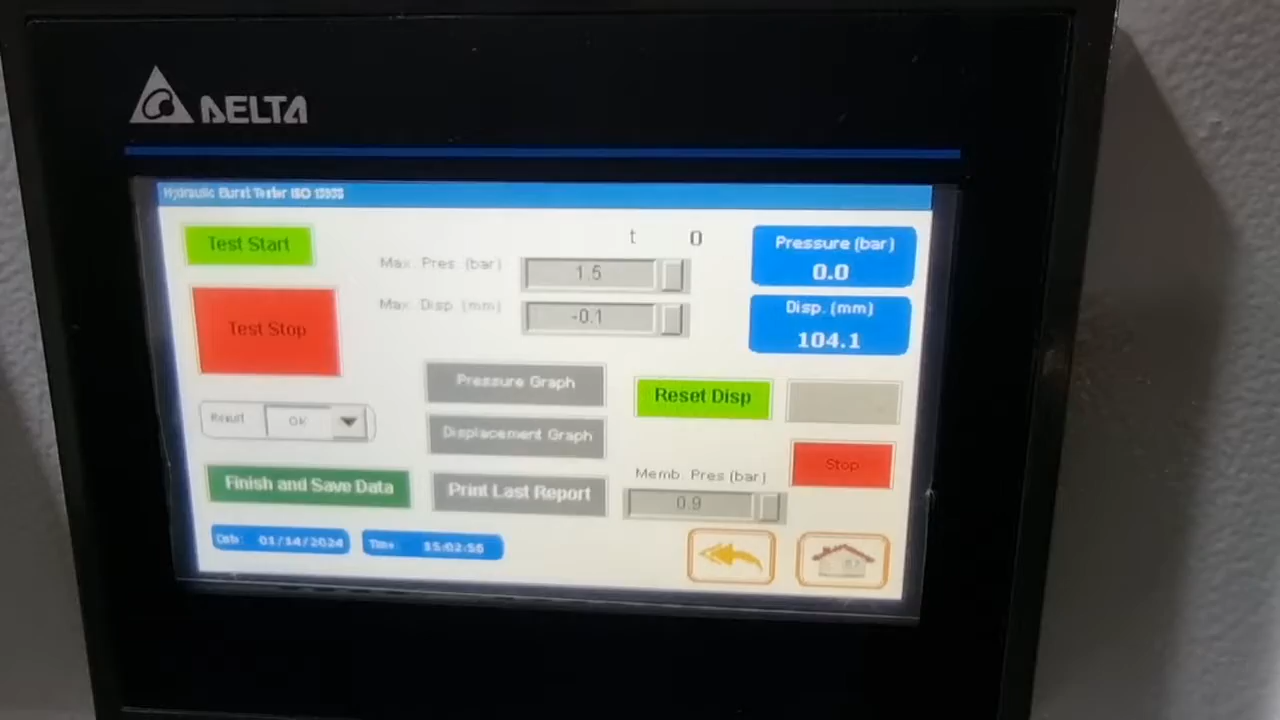 DELTA
Hydraulic Burst Tester ISO 13938
Test Start
t 0
Max. Pres. (bar) 1.5
Max. Disp. (mm) -0.1
Pressure (bar)
0.0
Disp. (mm)
104.1
Test Stop
Pressure Graph
Reset Disp
Result OK
Displacement Graph
Stop
Finish and Save Data
Print Last Report
Memb. Pres (bar)
0.9
Date: 01/14/2024
Time: 15:02:56